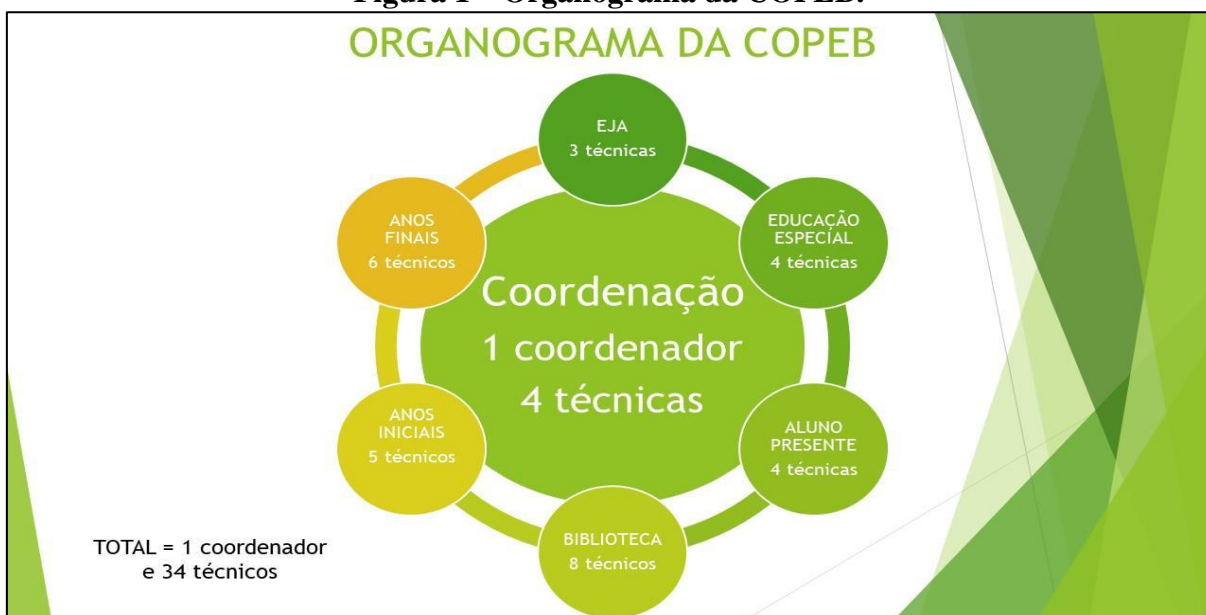 Figura 1 – Organograma da COPEB.
ORGANOGRAMA DA COPEB
EJA
3 técnicas
EDUCAÇÃO
ESPECIAL
4 técnicas
ALUNO
PRESENTE
4 técnicas
BIBLIOTECA
8 técnicos
ANOS
INICIAIS
5 técnicos
ANOS
FINAIS
6 técnicos
Coordenação
1 coordenador
4 técnicas
TOTAL = 1 coordenador
e 34 técnicos